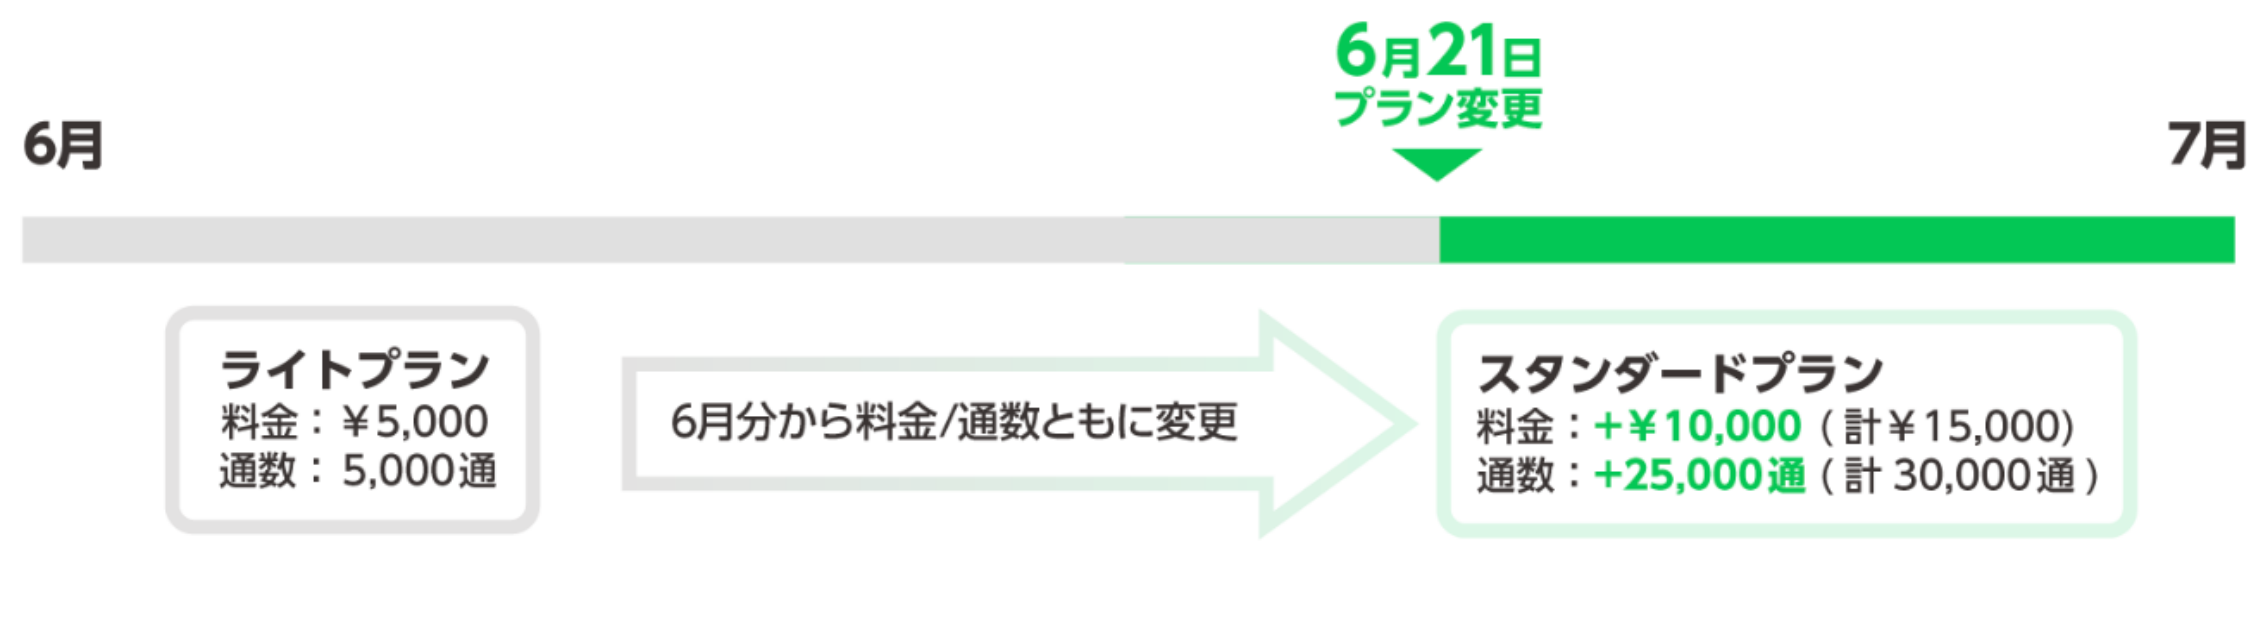 6月21日
プラン変更
6月
7月
ライトプラン
料金：￥5,000
通数：5,000通
6月分から料金/通数ともに変更
スタンダードプラン
料金：+￥10,000（計￥15,000)
通数：+25,000通（計 30,000通）